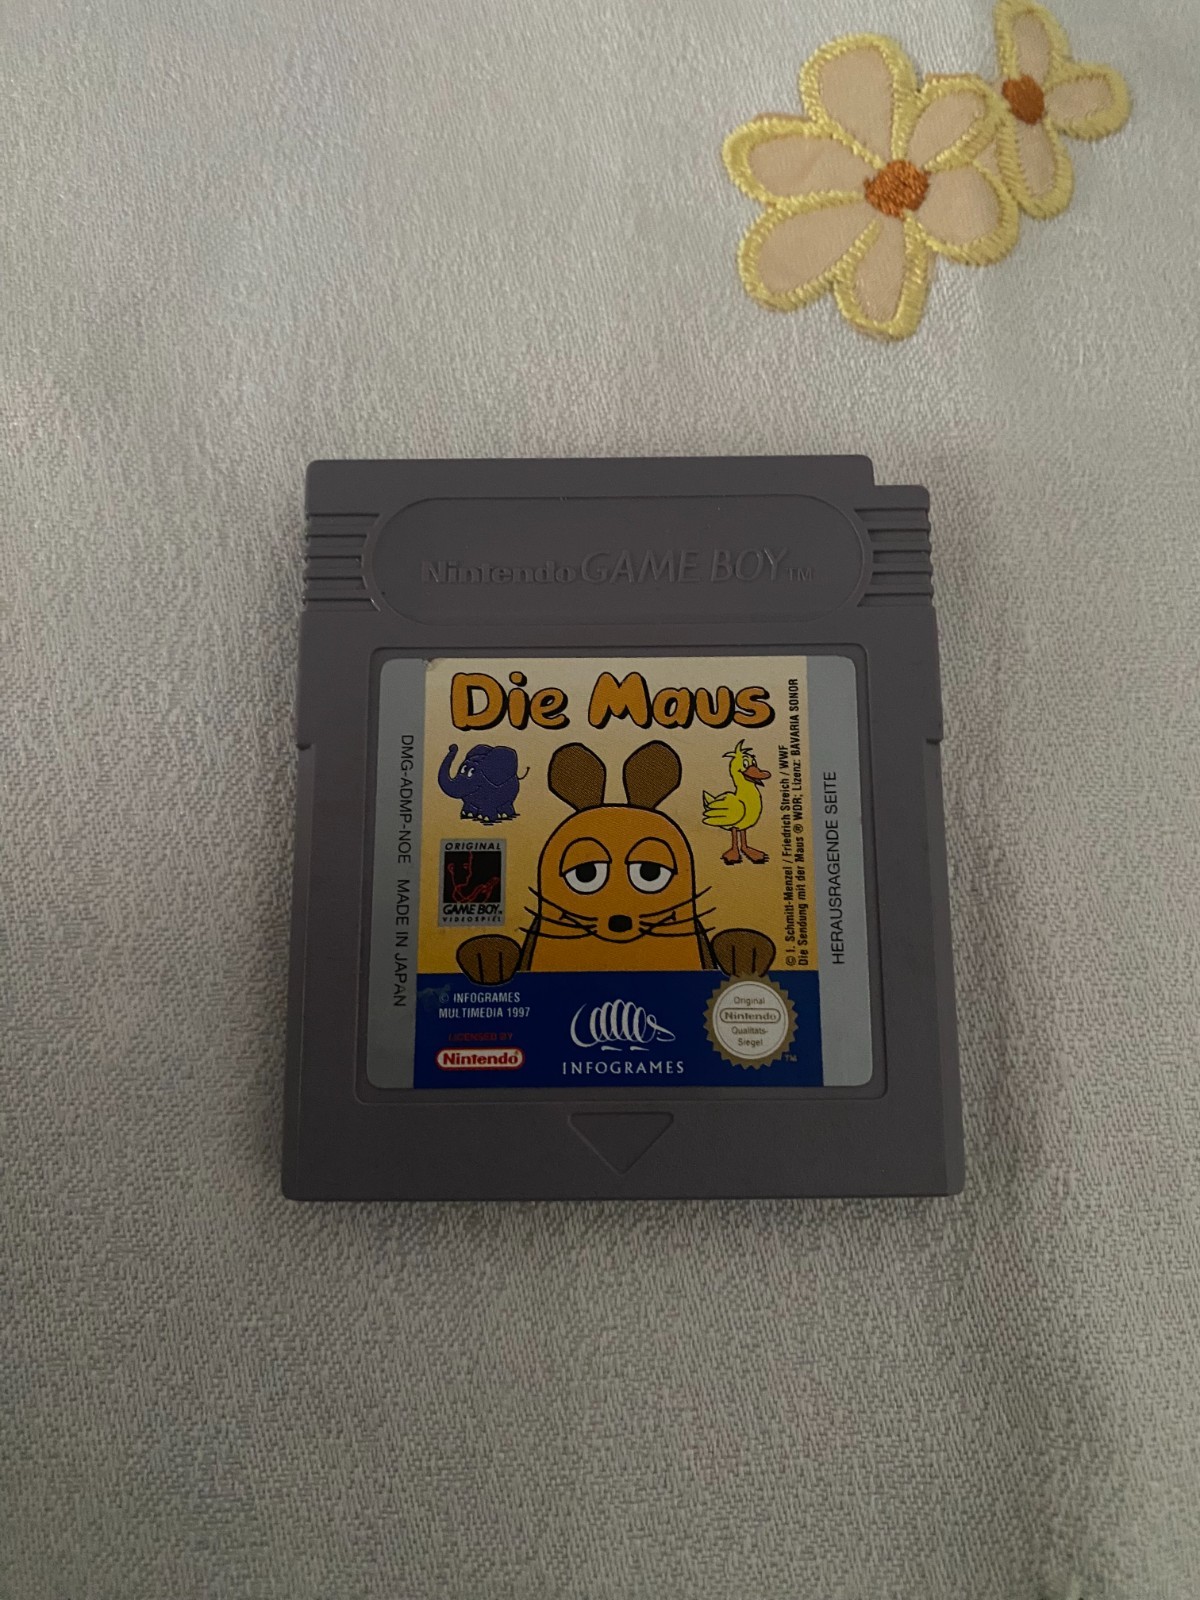 Nintendo GAME BOY TM
Die Maus
DMG-ADMP-NOE MADE IN JAPAN
ORIGINAL
GAME BOY
VIDEOSPIEL
© I. Schmitt-Menzel / Friedrich Streich / WWF
Die Sendung mit der Maus ® WDR; Lizenz: BAVARIA SONOR
HERAUSRAGENDE SEITE
© INFOGRAMES
MULTIMEDIA 1997
LICENSED BY
Nintendo®
INFOGRAMES
Original
Nintendo
Qualitäts-
Siegel
TM